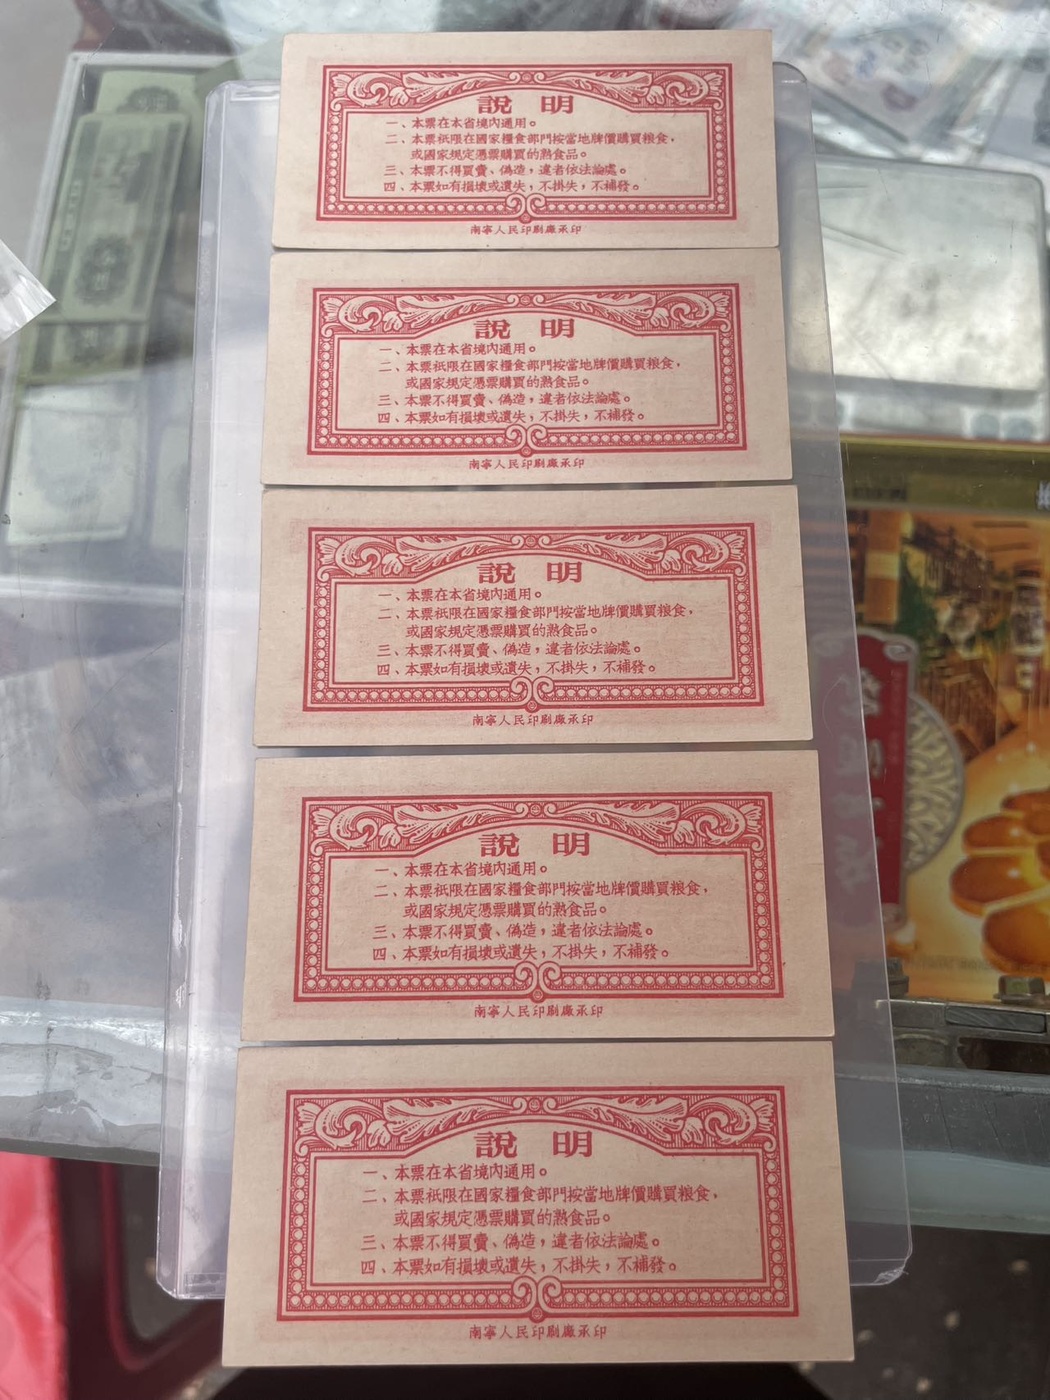 說明
一、本票在本省境內通用。
二、本票祇限在國家糧食部門按當地牌價購買粮食，
或國家規定憑票購買的熟食品。
三、本票不得買賣、偽造，違者依法論處。
四、本票如有損壞或遺失，不掛失，不補發。
南寧人民印刷廠承印
說明
一、本票在本省境內通用。
二、本票祇限在國家糧食部門按當地牌價購買粮食，
或國家規定憑票購買的熟食品。
三、本票不得買賣、偽造，違者依法論處。
四、本票如有損壞或遺失，不掛失，不補發。
南寧人民印刷廠承印
說明
一、本票在本省境內通用。
二、本票祇限在國家糧食部門按當地牌價購買粮食，
或國家規定憑票購買的熟食品。
三、本票不得買賣、偽造，違者依法論處。
四、本票如有損壞或遺失，不掛失，不補發。
南寧人民印刷廠承印
說明
一、本票在本省境內通用。
二、本票祇限在國家糧食部門按當地牌價購買粮食，
或國家規定憑票購買的熟食品。
三、本票不得買賣、偽造，違者依法論處。
四、本票如有損壞或遺失，不掛失，不補發。
南寧人民印刷廠承印
說明
一、本票在本省境內通用。
二、本票祇限在國家糧食部門按當地牌價購買粮食，
或國家規定憑票購買的熟食品。
三、本票不得買賣、偽造，違者依法論處。
四、本票如有損壞或遺失，不掛失，不補發。
南寧人民印刷廠承印